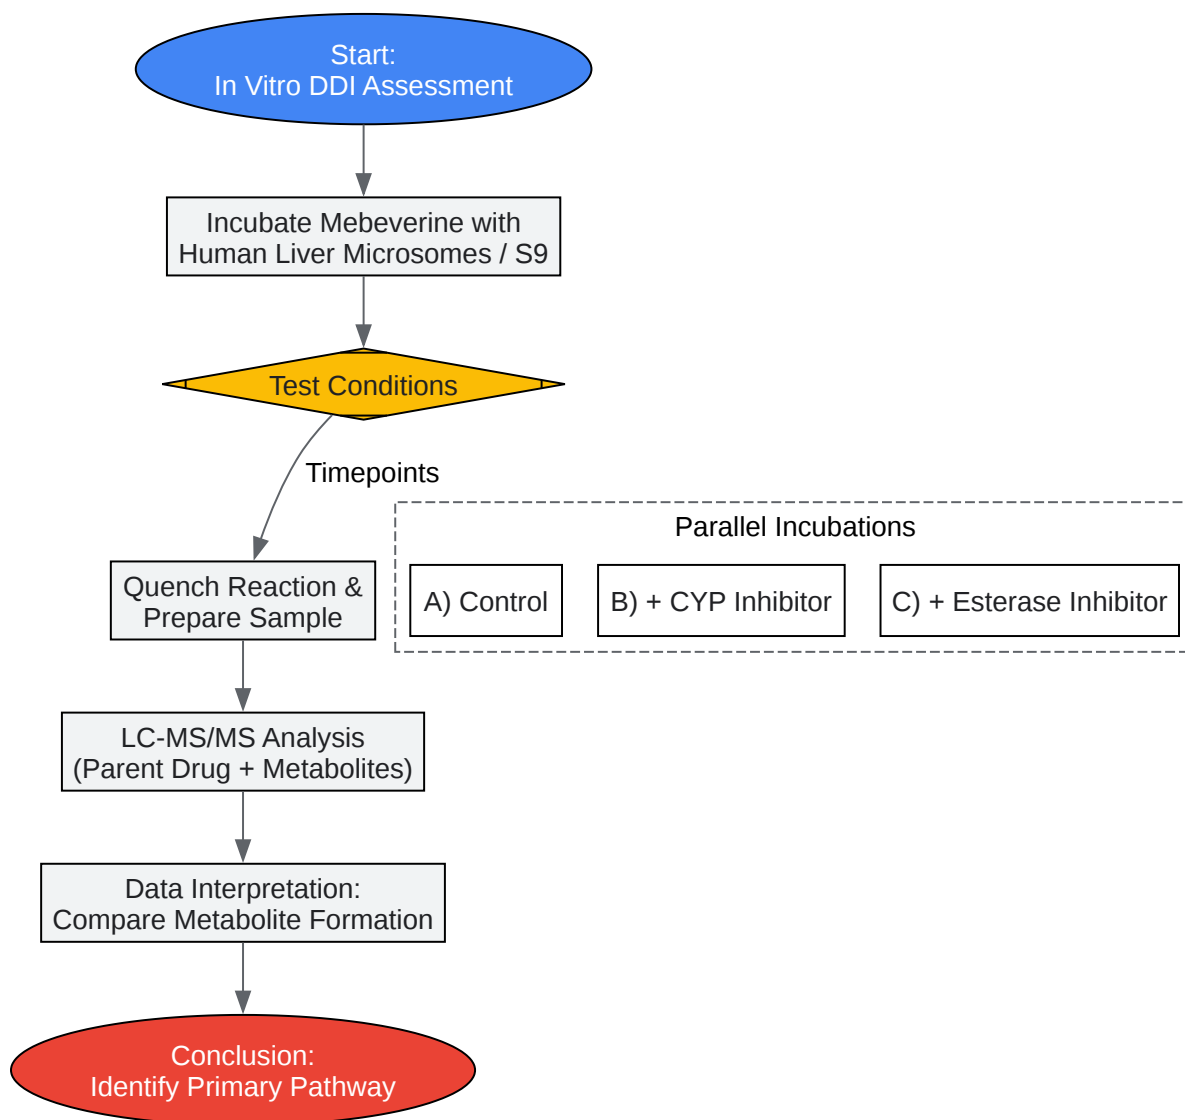 Start:
In Vitro DDI Assessment
Incubate Mebeverine with
Human Liver Microsomes / S9
Test Conditions
Timepoints
Parallel Incubations
A) Control
B) + CYP Inhibitor
C) + Esterase Inhibitor
Quench Reaction &
Prepare Sample
LC-MS/MS Analysis
(Parent Drug + Metabolites)
Data Interpretation:
Compare Metabolite Formation
Conclusion:
Identify Primary Pathway